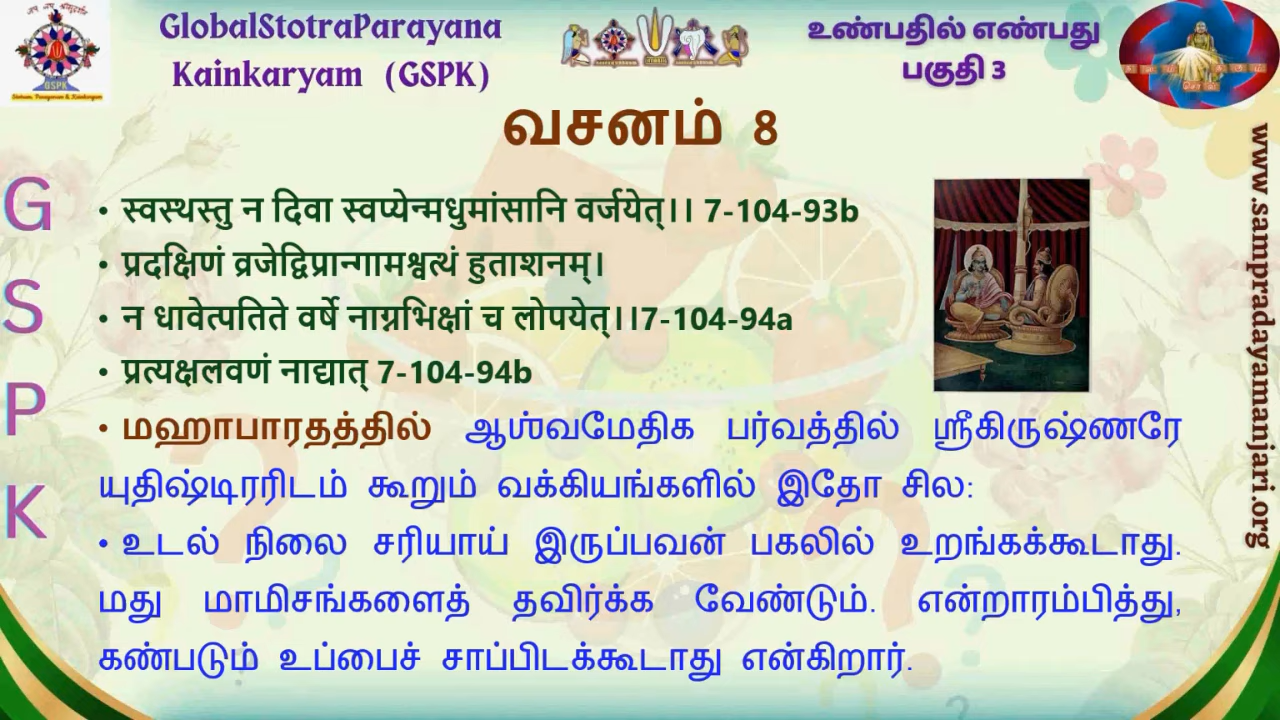 GlobalStotraParayana
Kainkaryam (GSPK)
உண்பதில் எண்பது
பகுதி 3
வசனம் 8
• स्वस्थस्तु न दिवा स्वप्येन्मधुमांसानि वर्जयेत्।। 7-104-93b
• प्रदक्षिणं व्रजेद्विप्रान्गामश्वत्थं हुताशनम्।
• न धावेत्पतिते वर्षे नाग्नभिक्षां च लोपयेत्।।7-104-94a
• प्रत्यक्षलवणं नाद्यात् 7-104-94b
• மஹாபாரதத்தில் ஆஶ்வமேதிக பர்வத்தில் ஶ்ரீகிருஷ்ணரே
யுதிஷ்டிரரிடம் கூறும் வக்கியங்களில் இதோ சில:
• உடல் நிலை சரியாய் இருப்பவன் பகலில் உறங்கக்கூடாது.
மது மாமிசங்களைத் தவிர்க்க வேண்டும். என்றாரம்பித்து,
கண்படும் உப்பைச் சாப்பிடக்கூடாது என்கிறார்.
G
S
P
K
www.sampradayamanjari.org
GSPK